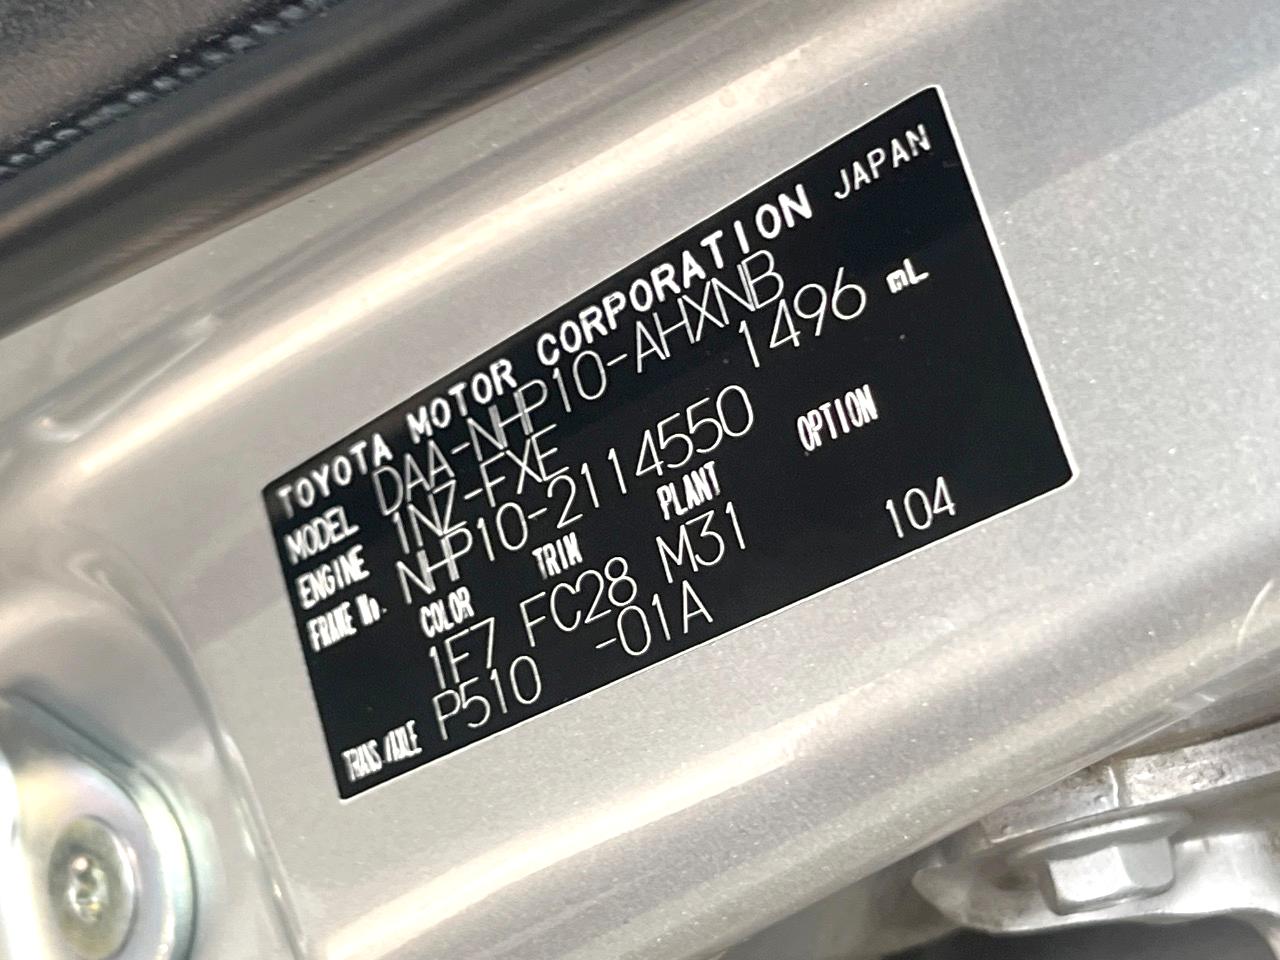 TOYOTA MOTOR CORPORATION JAPAN
MODEL DAA-NHP10-AHXNB
ENGINE 1NZ-FXE 1496 mL
FRAME No. NHP10-2114550
COLOR TRIM PLANT OPTION
1F7 FC28 M31 104
TRANS/AXLE P510 -01A